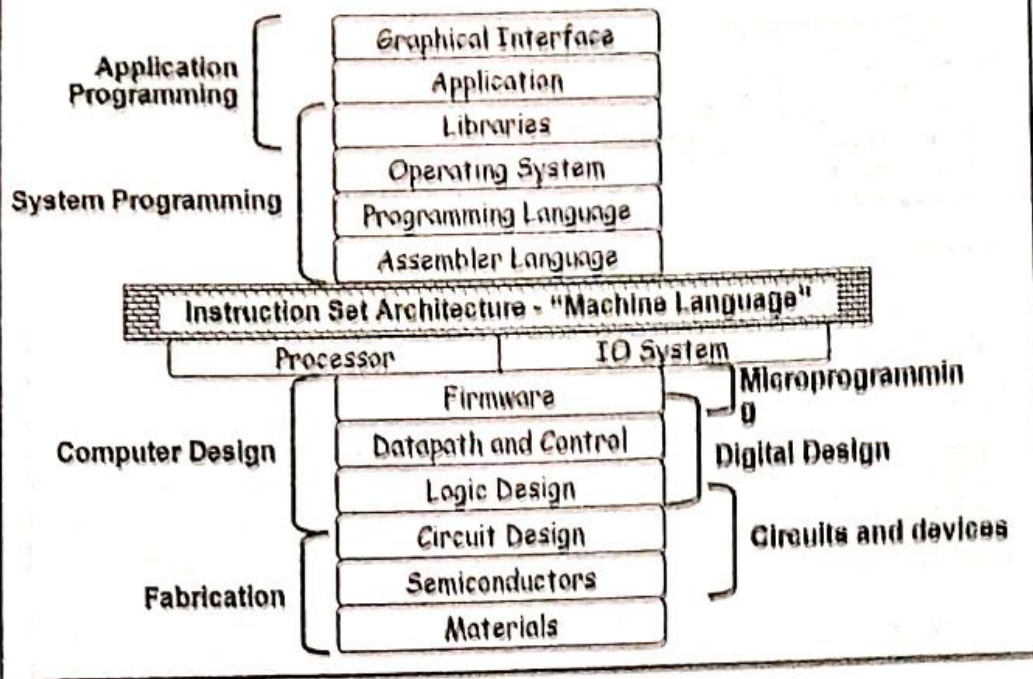 Graphical Interface
Application
Programming
Application
Libraries
Operating System
System Programming
Programming Language
Assembler Language
Instruction Set Architecture - "Machine Language"
Processor
IO System
Firmware
Microprogrammin
g
Computer Design
Datapath and Control
Digital Design
Logic Design
Circuit Design
Circuits and devices
Semiconductors
Fabrication
Materials